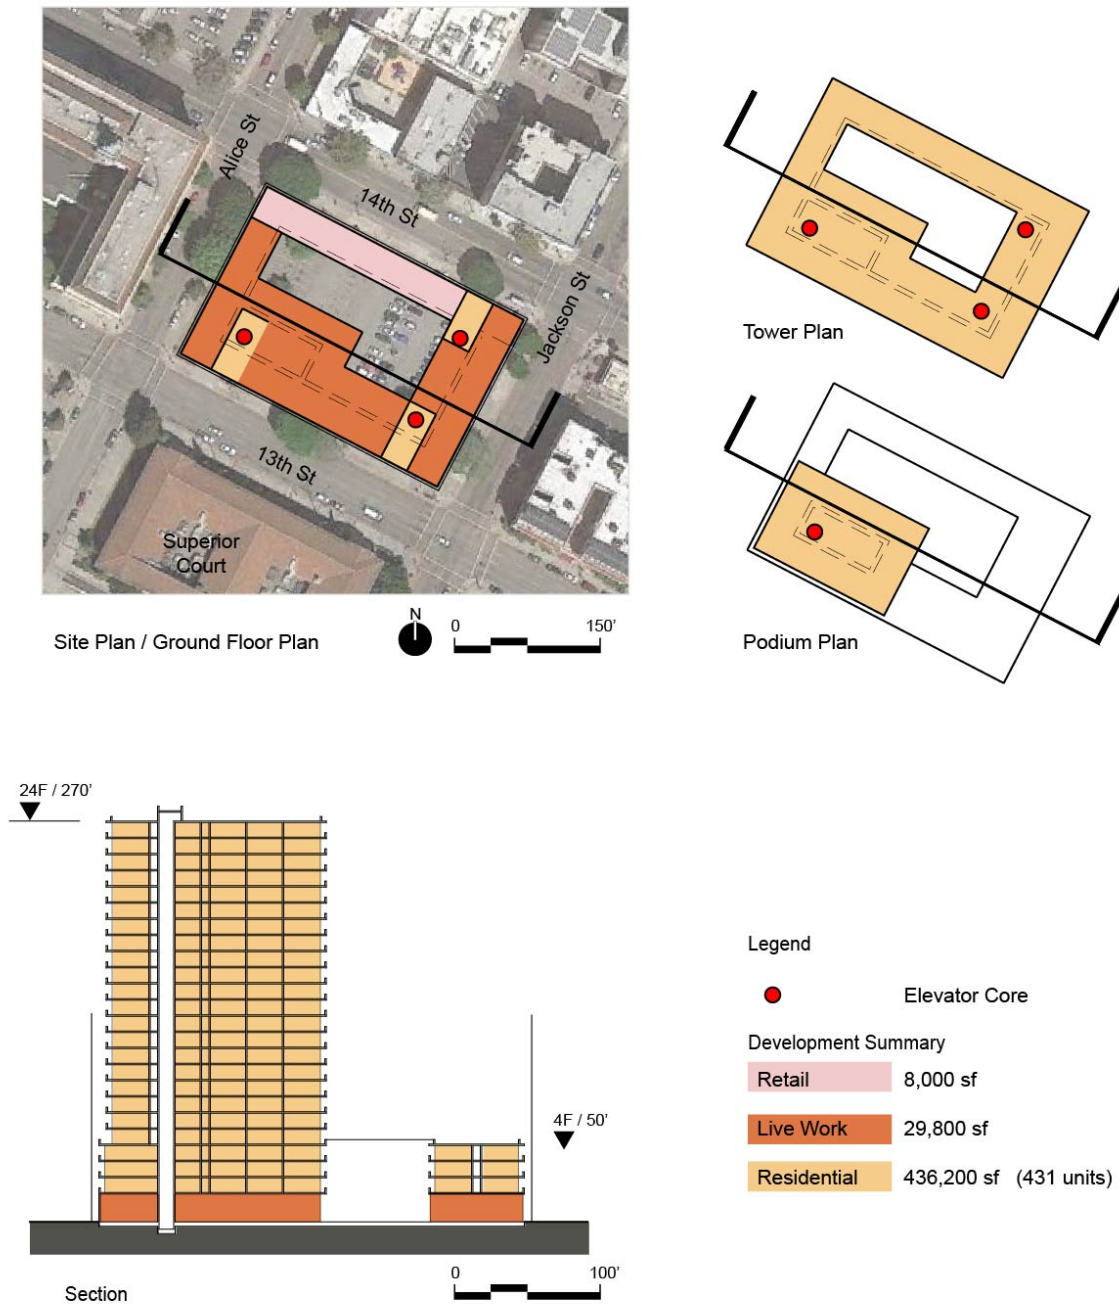 Alice St
14th St
Jackson St
13th St
Superior
Court
Site Plan / Ground Floor Plan
N
0 150'
Tower Plan
Podium Plan
24F / 270'
4F / 50'
Section
0 100'
Legend
Elevator Core
Development Summary
Retail 8,000 sf
Live Work 29,800 sf
Residential 436,200 sf (431 units)